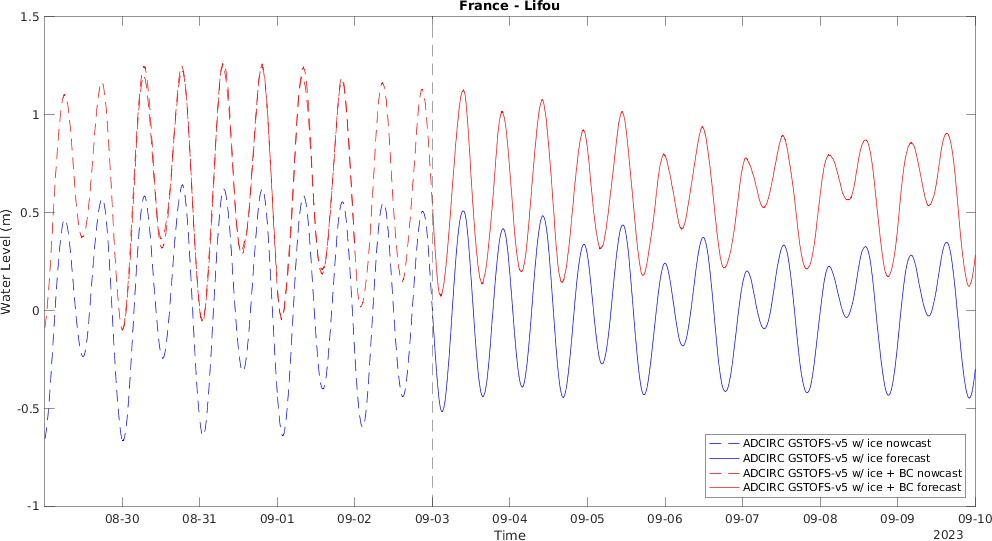 France - Lifou
1.5
1
0.5
0
-0.5
-1
Water Level (m)
ADCIRC GSTOFS-v5 w/ ice nowcast
ADCIRC GSTOFS-v5 w/ ice forecast
ADCIRC GSTOFS-v5 w/ ice + BC nowcast
ADCIRC GSTOFS-v5 w/ ice + BC forecast
08-30 08-31 09-01 09-02 09-03 09-04 09-05 09-06 09-07 09-08 09-09 09-10
Time
2023